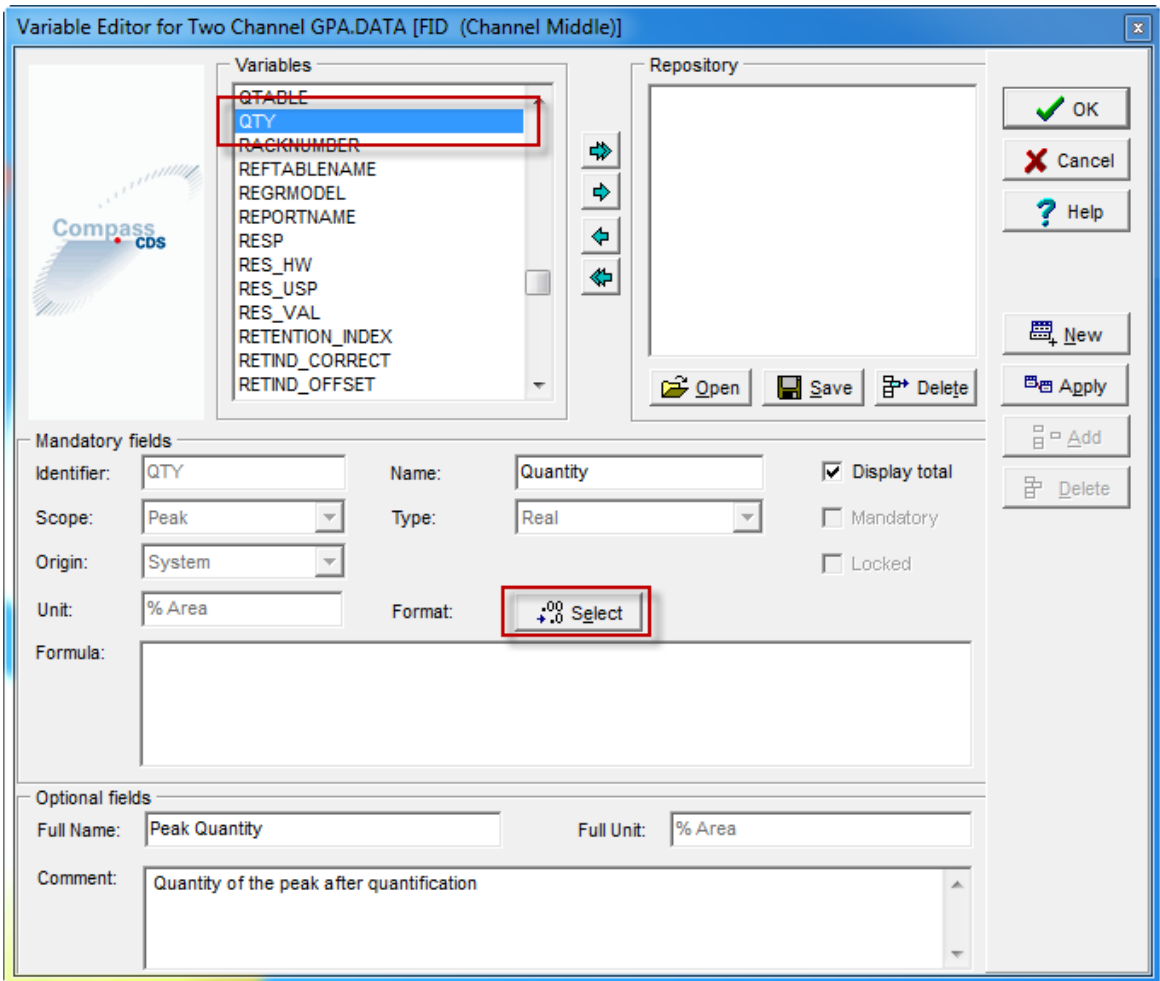 Variable Editor for Two Channel GPA.DATA [FID (Channel Middle)]
x
Compass
CDS
Variables
QTABLE
QTY
RACKNUMBER
REFTABLENAME
REGRMODEL
REPORTNAME
RESP
RES_HW
RES_USP
RES_VAL
RETENTION_INDEX
RETIND_CORRECT
RETIND_OFFSET
Repository
Open Save Delete
OK
Cancel
? Help
New
Apply
Add
Delete
Mandatory fields
Identifier: QTY Name: Quantity Display total
Scope: Peak Type: Real Mandatory
Origin: System Locked
Unit: % Area Format: .00 .0 Select
Formula:
Optional fields
Full Name: Peak Quantity Full Unit: % Area
Comment: Quantity of the peak after quantification